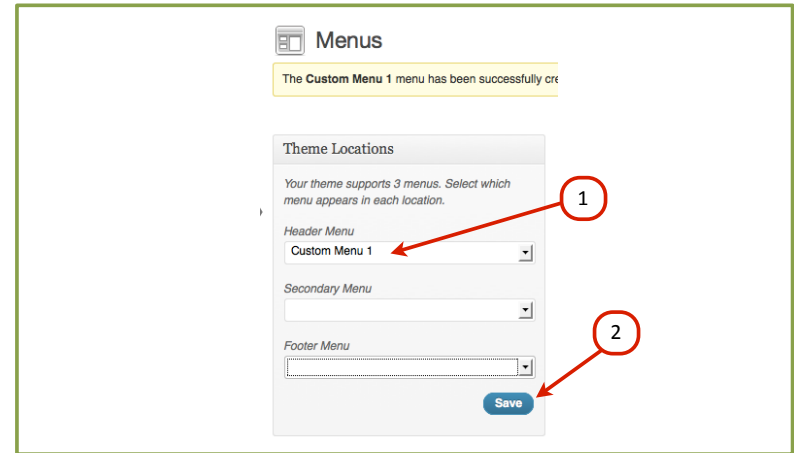 Menus
The Custom Menu 1 menu has been successfully cre
Theme Locations
Your theme supports 3 menus. Select which
menu appears in each location.
1
Header Menu
Custom Menu 1
Secondary Menu
2
Footer Menu
Save